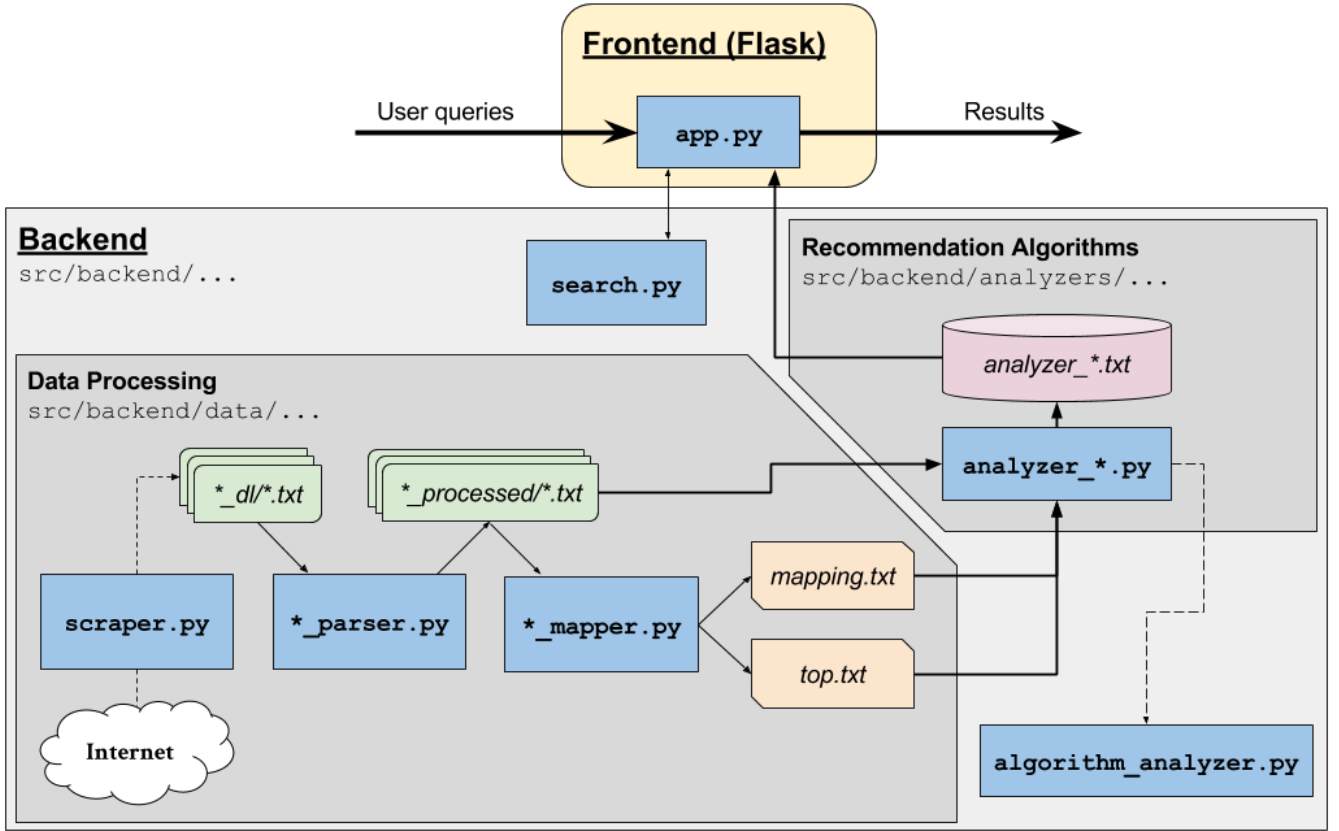 Frontend (Flask)
User queries
app.py
Results
Backend
src/backend/...
search.py
Recommendation Algorithms
src/backend/analyzers/...
analyzer_*.txt
analyzer_*.py
Data Processing
src/backend/data/...
*_dl/*.txt
*_processed/*.txt
scraper.py
*_parser.py
*_mapper.py
mapping.txt
top.txt
Internet
algorithm_analyzer.py